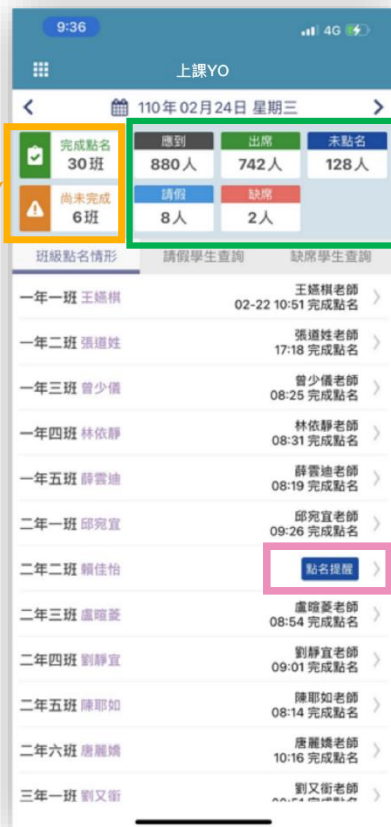 9:36
4G
上課YO
110年02月24日 星期三
完成點名
30班
尚未完成
6班
應到
880人
出席
742人
未點名
128人
請假
8人
缺席
2人
班級點名情形 請假學生查詢 缺席學生查詢
一年一班 王嬿棋
王嬿棋老師
02-22 10:51 完成點名
一年二班 張道姓
張道姓老師
17:18 完成點名
一年三班 曾少儀
曾少儀老師
08:25 完成點名
一年四班 林依靜
林依靜老師
08:31 完成點名
一年五班 薛雲迪
薛雲迪老師
08:19 完成點名
二年一班 邱宛宜
邱宛宜老師
09:26 完成點名
二年二班 賴佳怡
點名提醒
二年三班 盧暄菱
盧暄菱老師
08:54 完成點名
二年四班 劉靜宜
劉靜宜老師
09:01 完成點名
二年五班 陳耶如
陳耶如老師
08:14 完成點名
二年六班 唐麗嬌
唐麗嬌老師
10:16 完成點名
三年一班 劉又銜
劉又銜老師